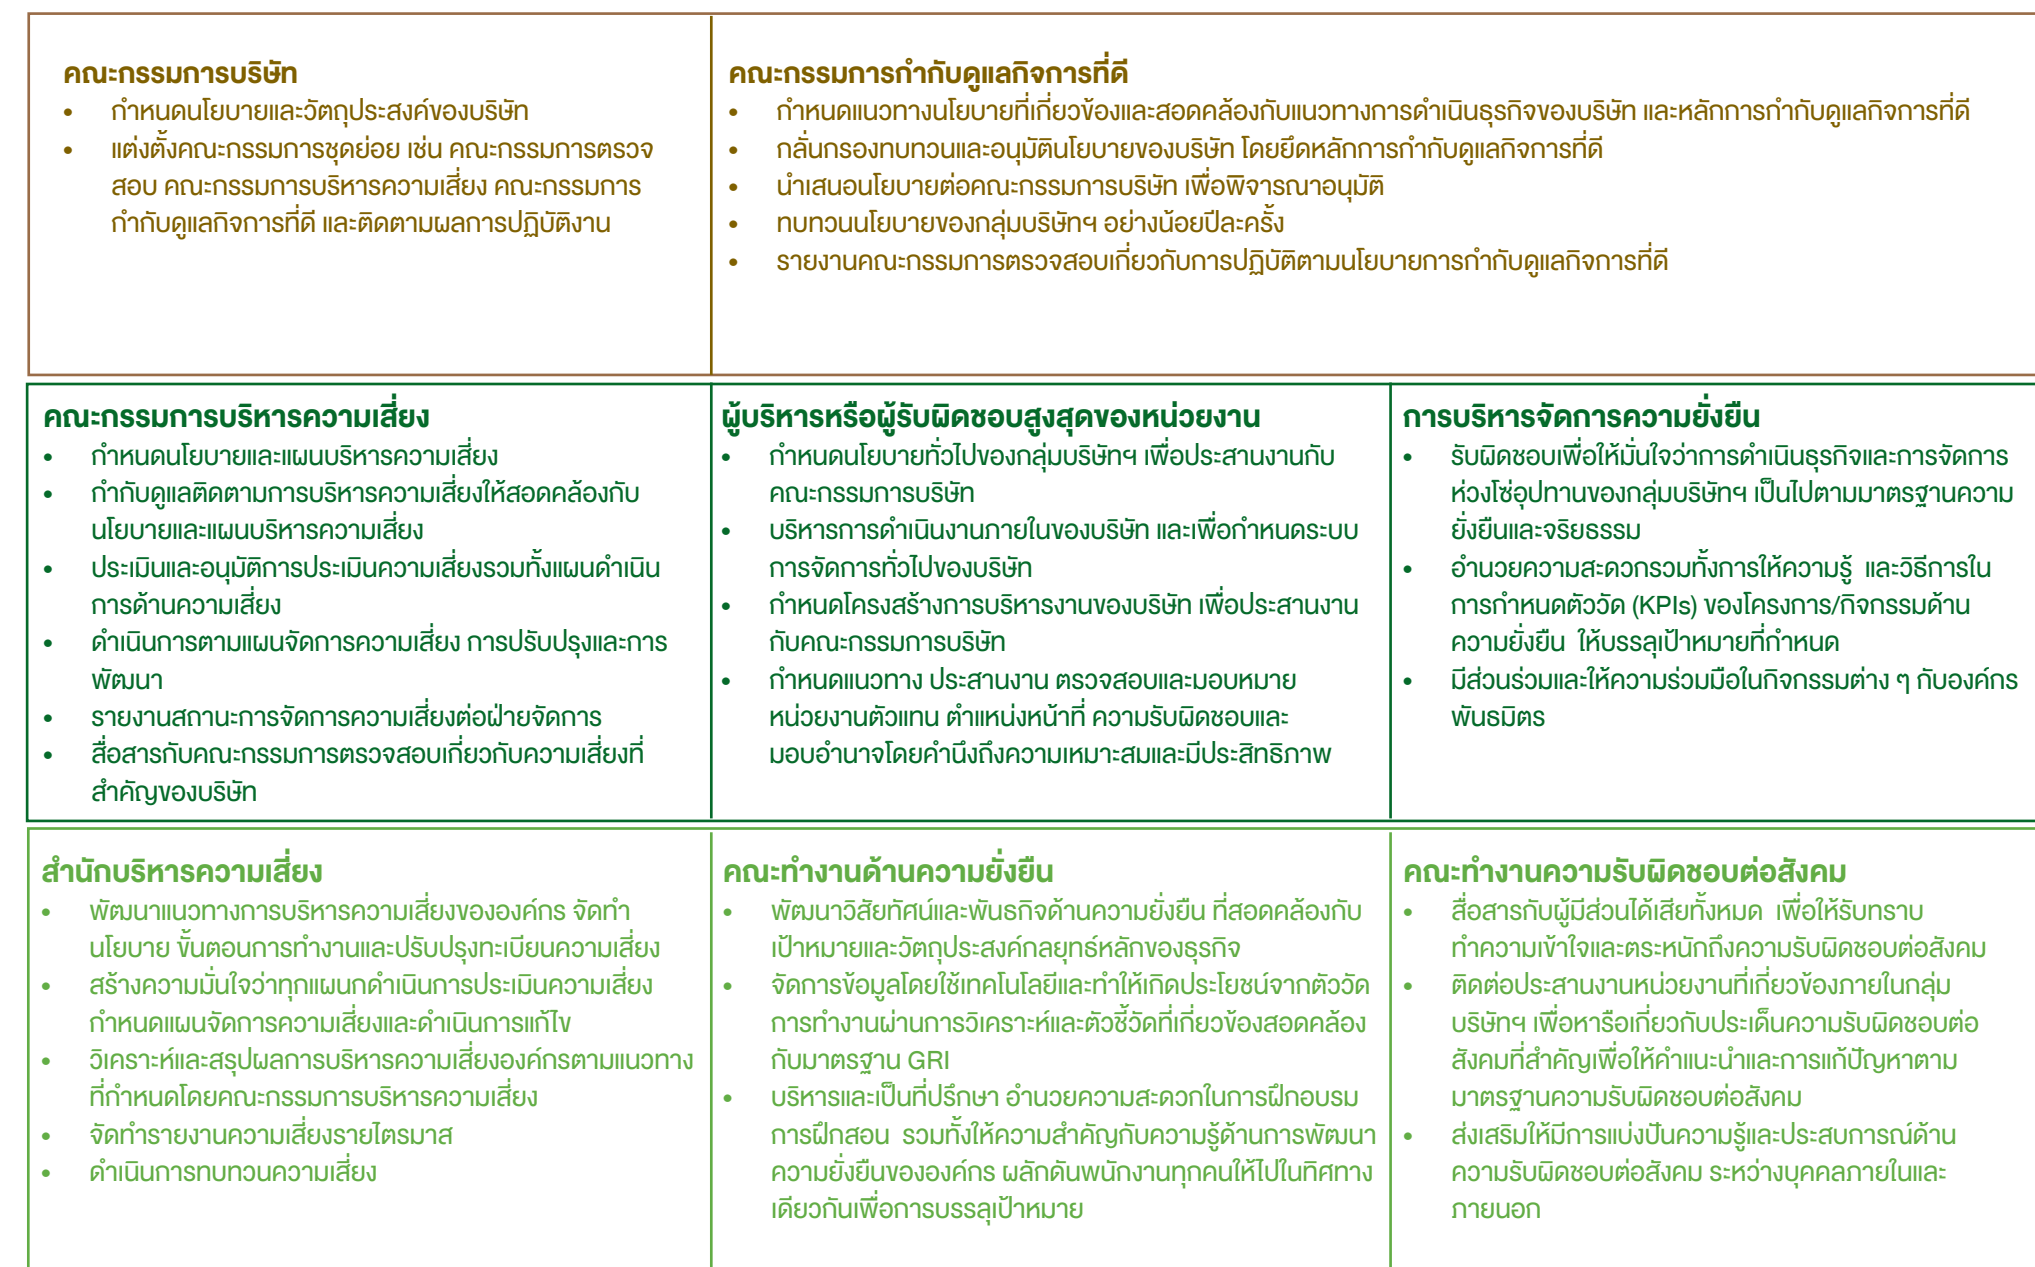 คณะกรรมการบริษัท
• กำหนดนโยบายและวัตถุประสงค์ของบริษัท
• แต่งตั้งคณะกรรมการชุดย่อย เช่น คณะกรรมการตรวจ
สอบ คณะกรรมการบริหารความเสี่ยง คณะกรรมการ
กำกับดูแลกิจการที่ดี และติดตามผลการปฏิบัติงาน
คณะกรรมการกำกับดูแลกิจการที่ดี
• กำหนดแนวทางนโยบายที่เกี่ยวข้องและสอดคล้องกับแนวทางการดำเนินธุรกิจของบริษัท และหลักการกำกับดูแลกิจการที่ดี
• กลั่นกรองทบทวนและอนุมัตินโยบายของบริษัท โดยยึดหลักการกำกับดูแลกิจการที่ดี
• นำเสนอนโยบายต่อคณะกรรมการบริษัท เพื่อพิจารณาอนุมัติ
• ทบทวนนโยบายของกลุ่มบริษัทฯ อย่างน้อยปีละครั้ง
• รายงานคณะกรรมการตรวจสอบเกี่ยวกับการปฏิบัติตามนโยบายการกำกับดูแลกิจการที่ดี
คณะกรรมการบริหารความเสี่ยง
• กำหนดนโยบายและแผนบริหารความเสี่ยง
• กำกับดูแลติดตามการบริหารความเสี่ยงให้สอดคล้องกับ
นโยบายและแผนบริหารความเสี่ยง
• ประเมินและอนุมัติการประเมินความเสี่ยงรวมทั้งแผนดำเนิน
การด้านความเสี่ยง
• ดำเนินการตามแผนจัดการความเสี่ยง การปรับปรุงและการ
พัฒนา
• รายงานสถานะการจัดการความเสี่ยงต่อฝ่ายจัดการ
• สื่อสารกับคณะกรรมการตรวจสอบเกี่ยวกับความเสี่ยงที่
สำคัญของบริษัท
ผู้บริหารหรือผู้รับผิดชอบสูงสุดของหน่วยงาน
• กำหนดนโยบายทั่วไปของกลุ่มบริษัทฯ เพื่อประสานงานกับ
คณะกรรมการบริษัท
• บริหารการดำเนินงานภายในของบริษัท และเพื่อกำหนดระบบ
การจัดการทั่วไปของบริษัท
• กำหนดโครงสร้างการบริหารงานของบริษัท เพื่อประสานงาน
กับคณะกรรมการบริษัท
• กำหนดแนวทาง ประสานงาน ตรวจสอบและมอบหมาย
หน่วยงานตัวแทน ตำแหน่งหน้าที่ ความรับผิดชอบและ
มอบอำนาจโดยคำนึงถึงความเหมาะสมและมีประสิทธิภาพ
การบริหารจัดการความยั่งยืน
• รับผิดชอบเพื่อให้มั่นใจว่าการดำเนินธุรกิจและการจัดการ
ห่วงโซ่อุปทานของกลุ่มบริษัทฯ เป็นไปตามมาตรฐานความ
ยั่งยืนและจริยธรรม
• อำนวยความสะดวกรวมทั้งการให้ความรู้ และวิธีการใน
การกำหนดตัววัด (KPIs) ของโครงการ/กิจกรรมด้าน
ความยั่งยืน ให้บรรลุเป้าหมายที่กำหนด
• มีส่วนร่วมและให้ความร่วมมือในกิจกรรมต่าง ๆ กับองค์กร
พันธมิตร
สำนักบริหารความเสี่ยง
• พัฒนาแนวทางการบริหารความเสี่ยงขององค์กร จัดทำ
นโยบาย ขั้นตอนการทำงานและปรับปรุงทะเบียนความเสี่ยง
• สร้างความมั่นใจว่าทุกแผนกดำเนินการประเมินความเสี่ยง
กำหนดแผนจัดการความเสี่ยงและดำเนินการแก้ไข
• วิเคราะห์และสรุปผลการบริหารความเสี่ยงองค์กรตามแนวทาง
ที่กำหนดโดยคณะกรรมการบริหารความเสี่ยง
• จัดทำรายงานความเสี่ยงรายไตรมาส
• ดำเนินการทบทวนความเสี่ยง
คณะทำงานด้านความยั่งยืน
• พัฒนาวิสัยทัศน์และพันธกิจด้านความยั่งยืน ที่สอดคล้องกับ
เป้าหมายและวัตถุประสงค์กลยุทธ์หลักของธุรกิจ
• จัดการข้อมูลโดยใช้เทคโนโลยีและทำให้เกิดประโยชน์จากตัววัด
การทำงานผ่านการวิเคราะห์และตัวชี้วัดที่เกี่ยวข้องสอดคล้อง
กับมาตรฐาน GRI
• บริหารและเป็นที่ปรึกษา อำนวยความสะดวกในการฝึกอบรม
การฝึกสอน รวมทั้งให้ความสำคัญกับความรู้ด้านการพัฒนา
ความยั่งยืนขององค์กร ผลักดันพนักงานทุกคนให้ไปในทิศทาง
เดียวกันเพื่อการบรรลุเป้าหมาย
คณะทำงานความรับผิดชอบต่อสังคม
• สื่อสารกับผู้มีส่วนได้เสียทั้งหมด เพื่อให้รับทราบ
ทำความเข้าใจและตระหนักถึงความรับผิดชอบต่อสังคม
• ติดต่อประสานงานหน่วยงานที่เกี่ยวข้องภายในกลุ่ม
บริษัทฯ เพื่อหารือเกี่ยวกับประเด็นความรับผิดชอบต่อ
สังคมที่สำคัญเพื่อให้คำแนะนำและการแก้ปัญหาตาม
มาตรฐานความรับผิดชอบต่อสังคม
• ส่งเสริมให้มีการแบ่งปันความรู้และประสบการณ์ด้าน
ความรับผิดชอบต่อสังคม ระหว่างบุคคลภายในและ
ภายนอก